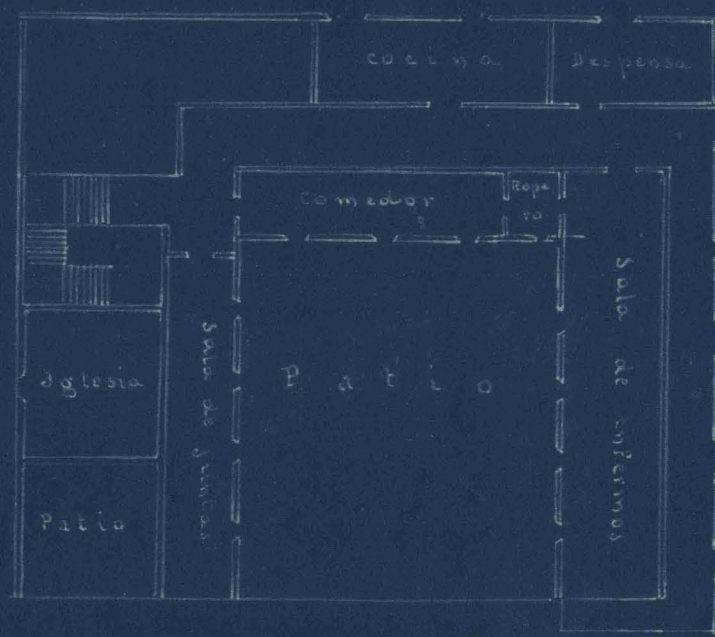 cocina
Despensa
comedor
Rope
ro
Sala de juntas
Patio
Sala de enfermos
Iglesia
Patio